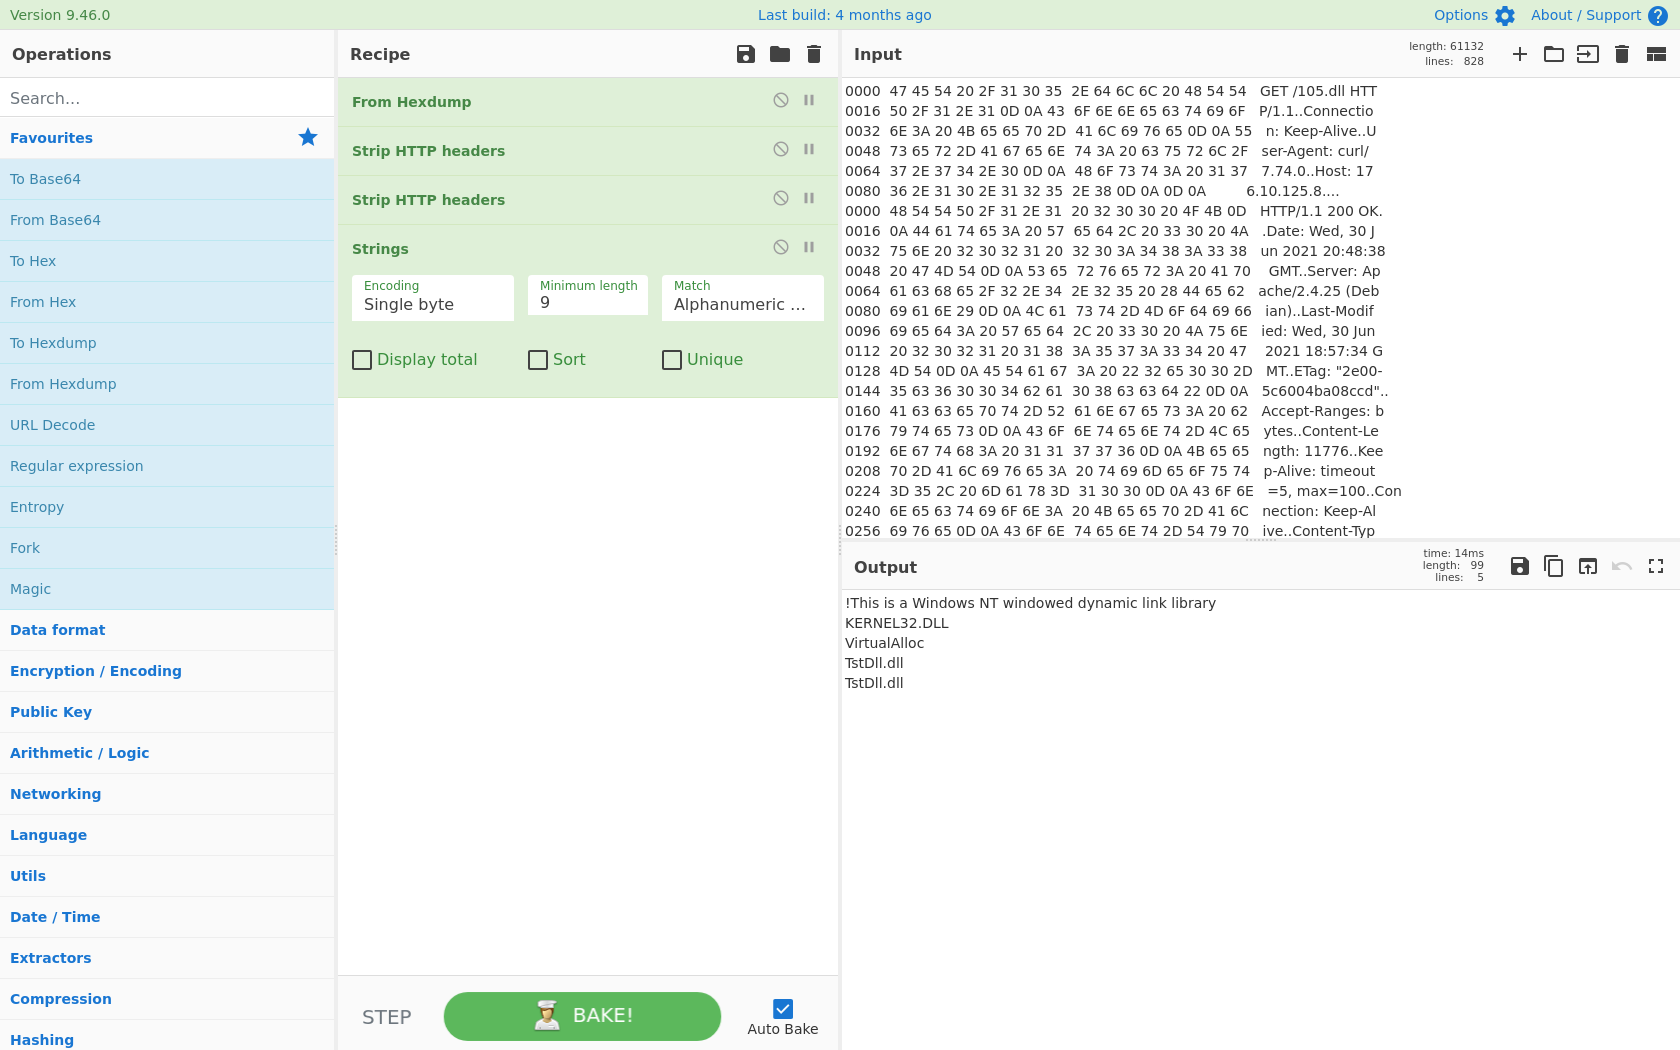 Version 9.46.0
Last build: 4 months ago
Options
About / Support
Operations
Search...
Favourites
To Base64
From Base64
To Hex
From Hex
To Hexdump
From Hexdump
URL Decode
Regular expression
Entropy
Fork
Magic
Data format
Encryption / Encoding
Public Key
Arithmetic / Logic
Networking
Language
Utils
Date / Time
Extractors
Compression
Hashing
Recipe
From Hexdump
Strip HTTP headers
Strip HTTP headers
Strings
Encoding
Single byte
Minimum length
9
Match
Alphanumeric ...
Display total
Sort
Unique
STEP
BAKE!
Auto Bake
Input
length: 61132
lines: 828
0000 47 45 54 20 2F 31 30 35 2E 64 6C 6C 20 48 54 54 GET /105.dll HTT
0016 50 2F 31 2E 31 0D 0A 43 6F 6E 6E 65 63 74 69 6F P/1.1..Connectio
0032 6E 3A 20 4B 65 65 70 2D 41 6C 69 76 65 0D 0A 55 n: Keep-Alive..U
0048 73 65 72 2D 41 67 65 6E 74 3A 20 63 75 72 6C 2F ser-Agent: curl/
0064 37 2E 37 34 2E 30 0D 0A 48 6F 73 74 3A 20 31 37 7.74.0..Host: 17
0080 36 2E 31 30 2E 31 32 35 2E 38 0D 0A 0D 0A 6.10.125.8....
0000 48 54 54 50 2F 31 2E 31 20 32 30 30 20 4F 4B 0D HTTP/1.1 200 OK.
0016 0A 44 61 74 65 3A 20 57 65 64 2C 20 33 30 20 4A .Date: Wed, 30 J
0032 75 6E 20 32 30 32 31 20 32 30 3A 34 38 3A 33 38 un 2021 20:48:38
0048 20 47 4D 54 0D 0A 53 65 72 76 65 72 3A 20 41 70 GMT..Server: Ap
0064 61 63 68 65 2F 32 2E 34 2E 32 35 20 28 44 65 62 ache/2.4.25 (Deb
0080 69 61 6E 29 0D 0A 4C 61 73 74 2D 4D 6F 64 69 66 ian)..Last-Modif
0096 69 65 64 3A 20 57 65 64 2C 20 33 30 20 4A 75 6E ied: Wed, 30 Jun
0112 20 32 30 32 31 20 31 38 3A 35 37 3A 33 34 20 47 2021 18:57:34 G
0128 4D 54 0D 0A 45 54 61 67 3A 20 22 32 65 30 30 2D MT..ETag: "2e00-
0144 35 63 36 30 30 34 62 61 30 38 63 63 64 22 0D 0A 5c6004ba08ccd"..
0160 41 63 63 65 70 74 2D 52 61 6E 67 65 73 3A 20 62 Accept-Ranges: b
0176 79 74 65 73 0D 0A 43 6F 6E 74 65 6E 74 2D 4C 65 ytes..Content-Le
0192 6E 67 74 68 3A 20 31 31 37 37 36 0D 0A 4B 65 65 ngth: 11776..Kee
0208 70 2D 41 6C 69 76 65 3A 20 74 69 6D 65 6F 75 74 p-Alive: timeout
0224 3D 35 2C 20 6D 61 78 3D 31 30 30 0D 0A 43 6F 6E =5, max=100..Con
0240 6E 65 63 74 69 6F 6E 3A 20 4B 65 65 70 2D 41 6C nection: Keep-Al
0256 69 76 65 0D 0A 43 6F 6E 74 65 6E 74 2D 54 79 70 ive..Content-Typ
Output
time: 14ms
length: 99
lines: 5
!This is a Windows NT windowed dynamic link library
KERNEL32.DLL
VirtualAlloc
TstDll.dll
TstDll.dll